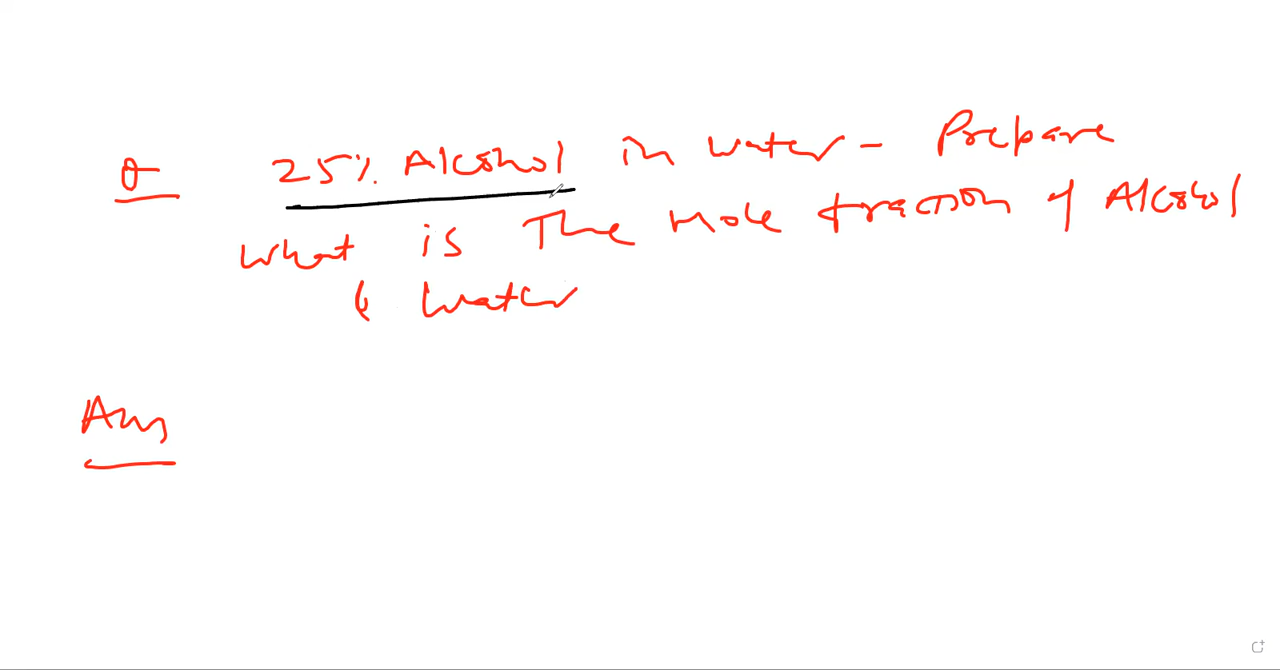 Q 25% Alcohol in water - Prepare
what is The Mole fraction of Alcohol
& water
Ans